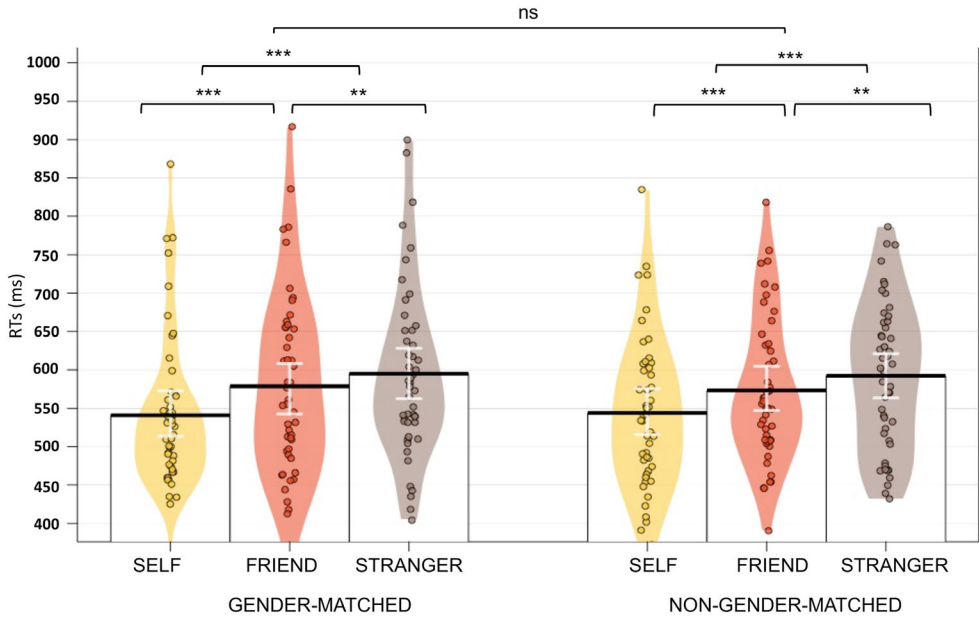 ns
*** ***
*** ** *** **
1000
950
900
850
800
750
700
650
600
550
500
450
400
RTs (ms)
SELF FRIEND STRANGER SELF FRIEND STRANGER
GENDER-MATCHED NON-GENDER-MATCHED